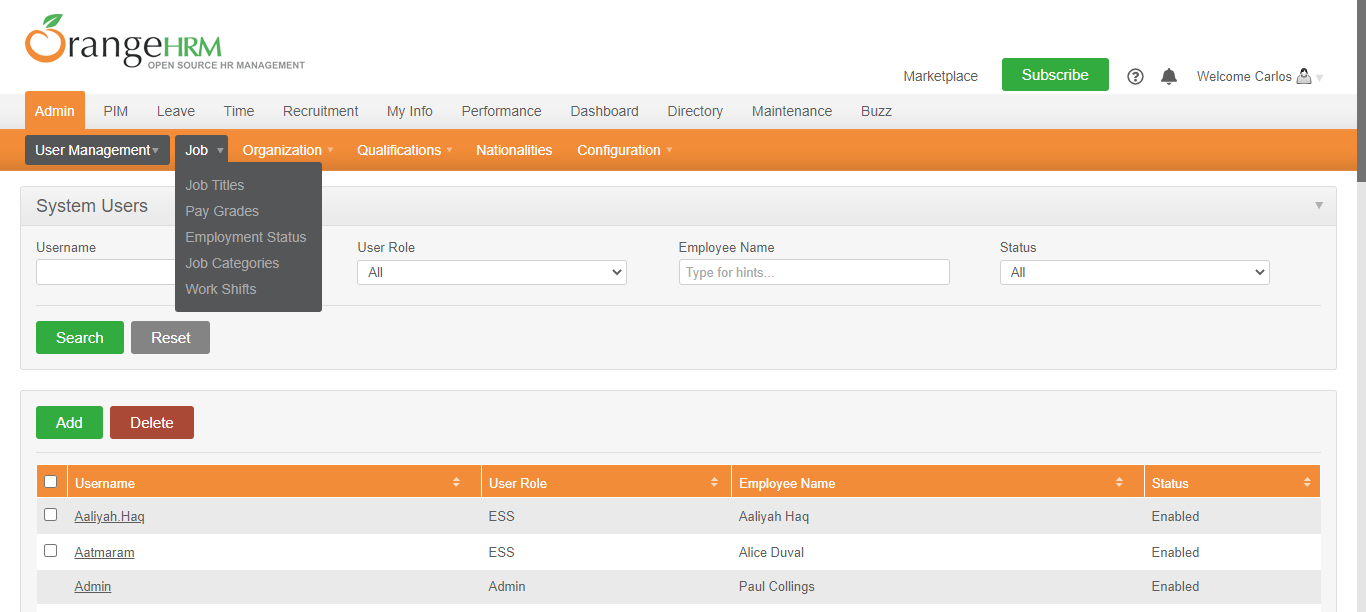 OrangeHRM
OPEN SOURCE HR MANAGEMENT
Marketplace
Subscribe
?
Welcome Carlos
Admin PIM Leave Time Recruitment My Info Performance Dashboard Directory Maintenance Buzz
User Management Job Organization Qualifications Nationalities Configuration
Job Titles
Pay Grades
Employment Status
Job Categories
Work Shifts
System Users
Username User Role Employee Name Status
All Type for hints... All
Search Reset
Add Delete
Username User Role Employee Name Status
Aaliyah.Haq ESS Aaliyah Haq Enabled
Aatmaram ESS Alice Duval Enabled
Admin Admin Paul Collings Enabled